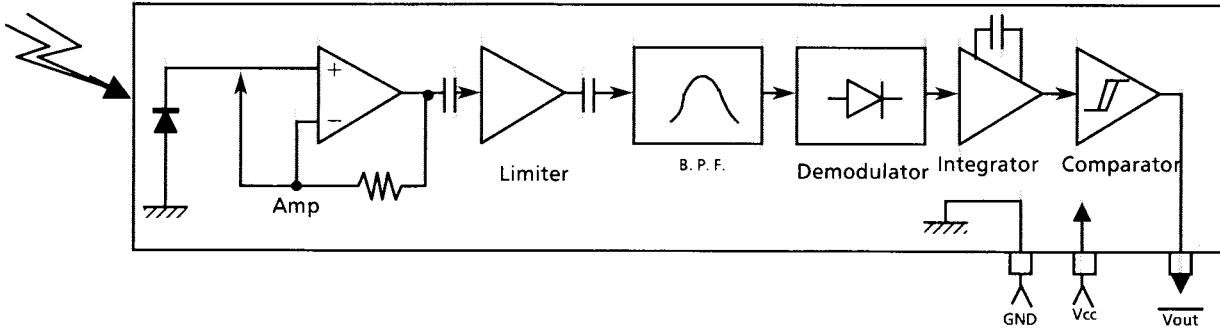 +
−
Amp
Limiter
B. P. F.
Demodulator
Integrator
Comparator
GND
Vcc
Vout